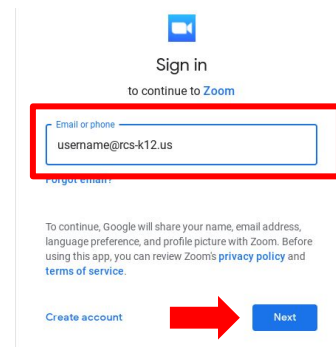 Sign in
to continue to Zoom
Email or phone
username@rcs-k12.us
Forgot email?
To continue, Google will share your name, email address,
language preference, and profile picture with Zoom. Before
using this app, you can review Zoom's privacy policy and
terms of service.
Create account
Next